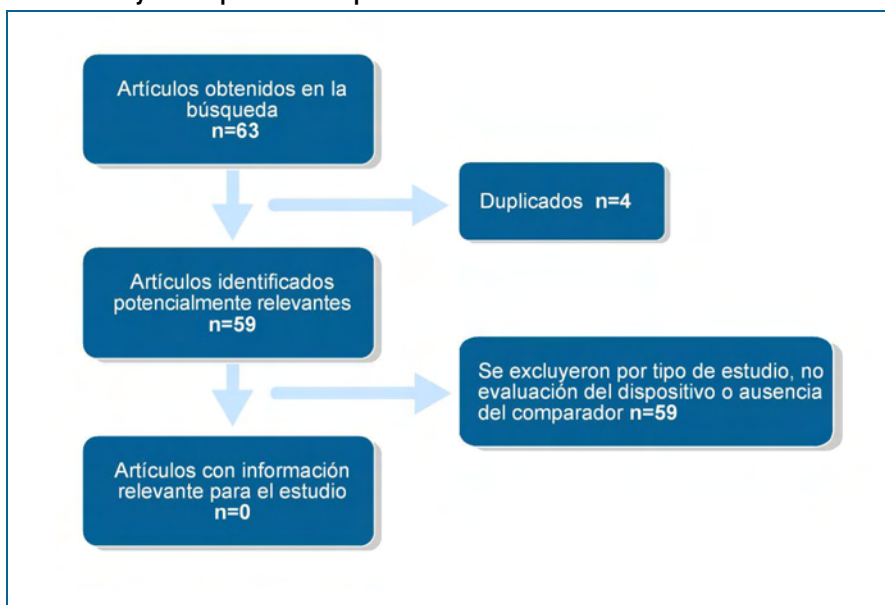 Artículos obtenidos en la
búsqueda
n=63
Duplicados n=4
Artículos identificados
potencialmente relevantes
n=59
Se excluyeron por tipo de estudio, no
evaluación del dispositivo o ausencia
del comparador n=59
Artículos con información
relevante para el estudio
n=0